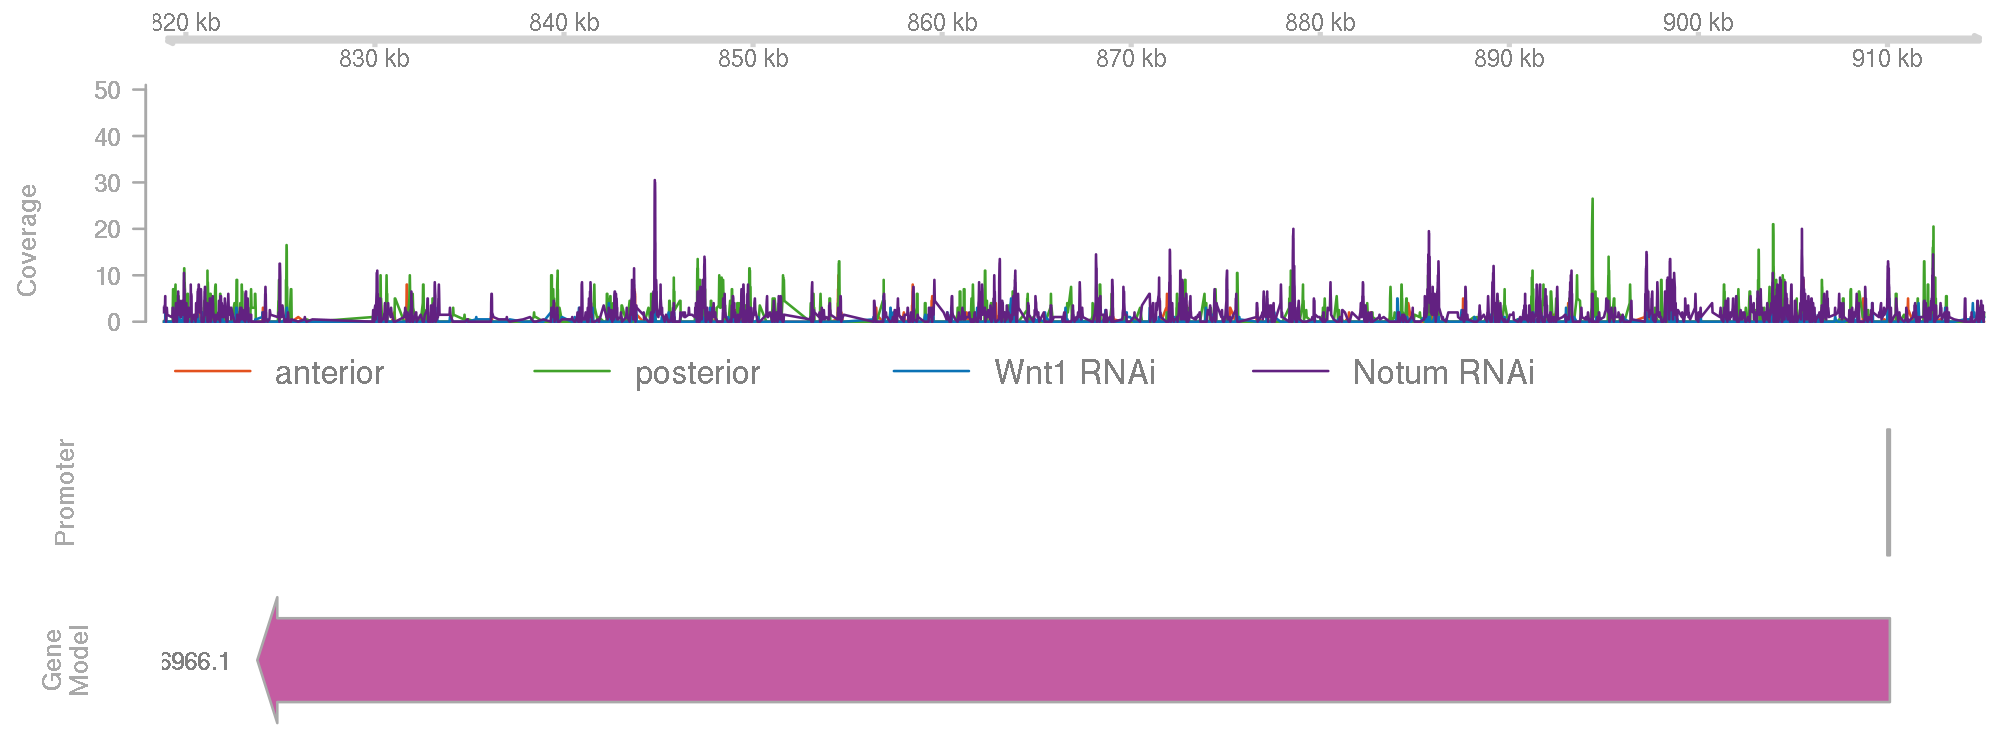 820 kb 840 kb 860 kb 880 kb 900 kb
830 kb 850 kb 870 kb 890 kb 910 kb
50
40
30
20
10
0
Coverage
anterior posterior Wnt1 RNAi Notum RNAi
Promoter
Gene
Model
6966.1